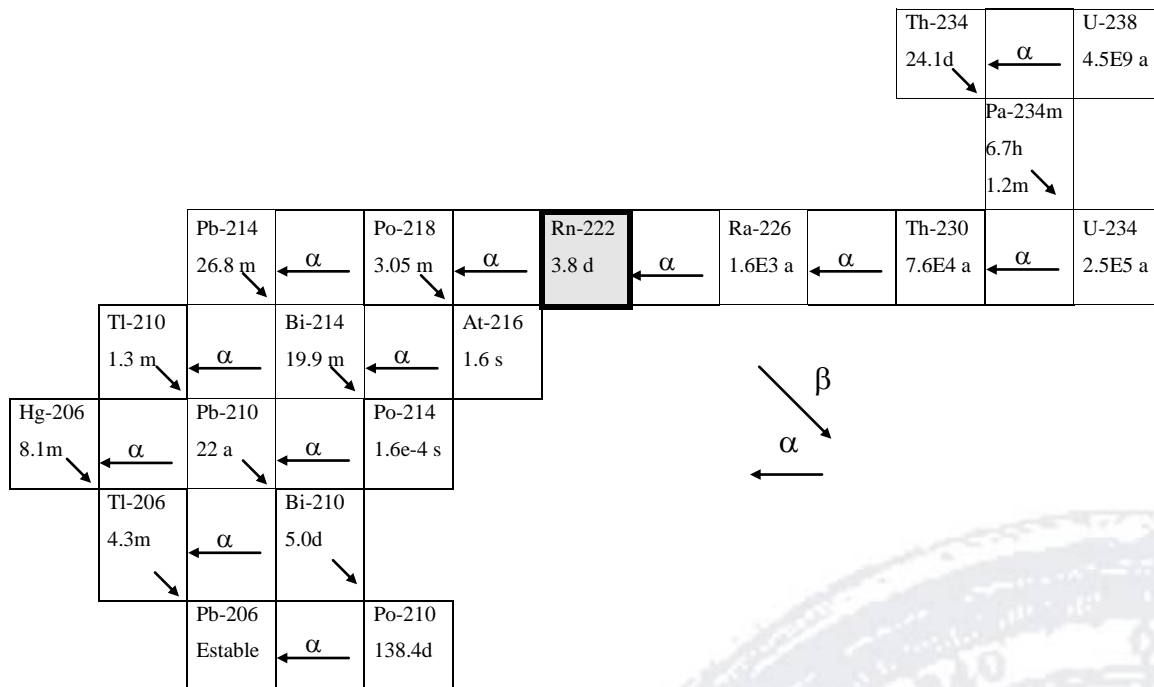 Th-234
24.1d
α
U-238
4.5E9 a
Pa-234m
6.7h
1.2m
Pb-214
26.8 m
α
Po-218
3.05 m
α
Rn-222
3.8 d
α
Ra-226
1.6E3 a
α
Th-230
7.6E4 a
α
U-234
2.5E5 a
Tl-210
1.3 m
α
Bi-214
19.9 m
α
At-216
1.6 s
β
α
Hg-206
8.1m
α
Pb-210
22 a
α
Po-214
1.6e-4 s
Tl-206
4.3m
α
Bi-210
5.0d
Pb-206
Estable
α
Po-210
138.4d